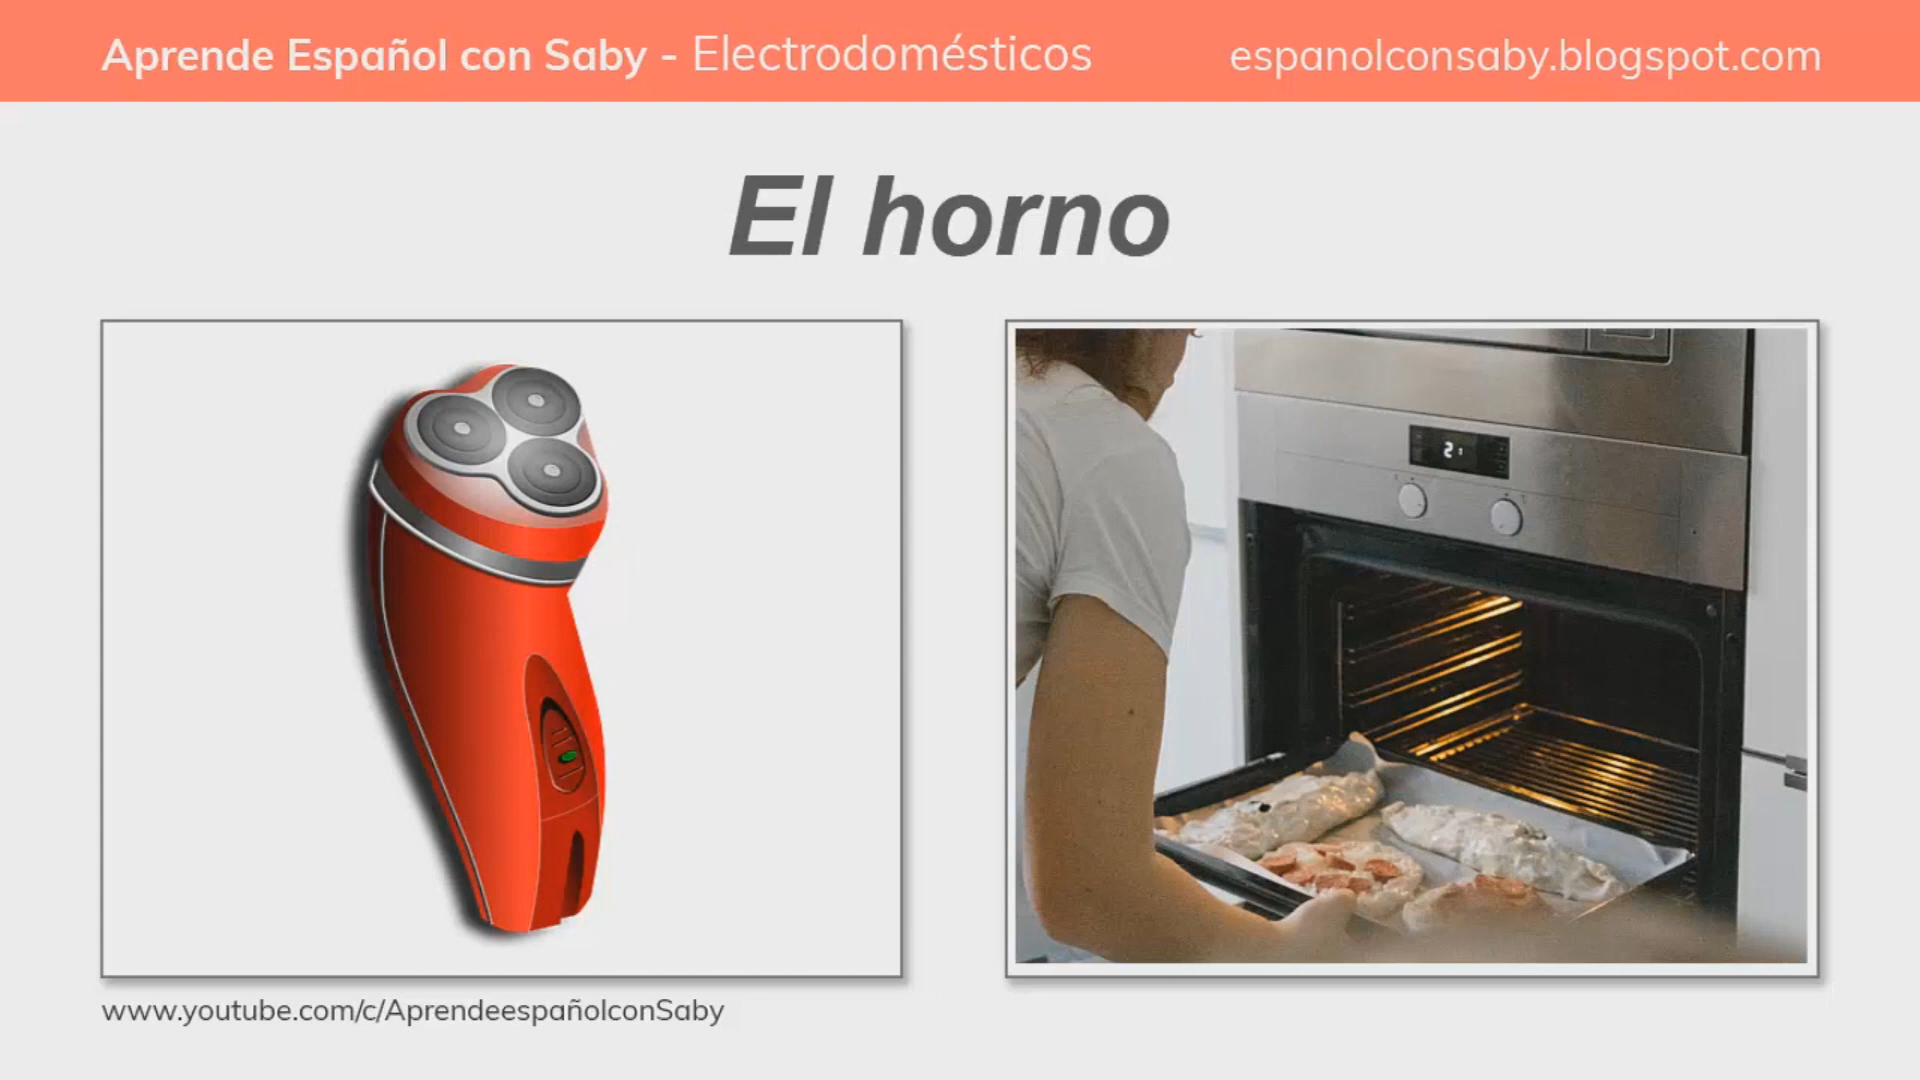 Aprende Español con Saby - Electrodomésticos
espanolconsaby.blogspot.com
El horno
www.youtube.com/c/AprendeespañolconSaby